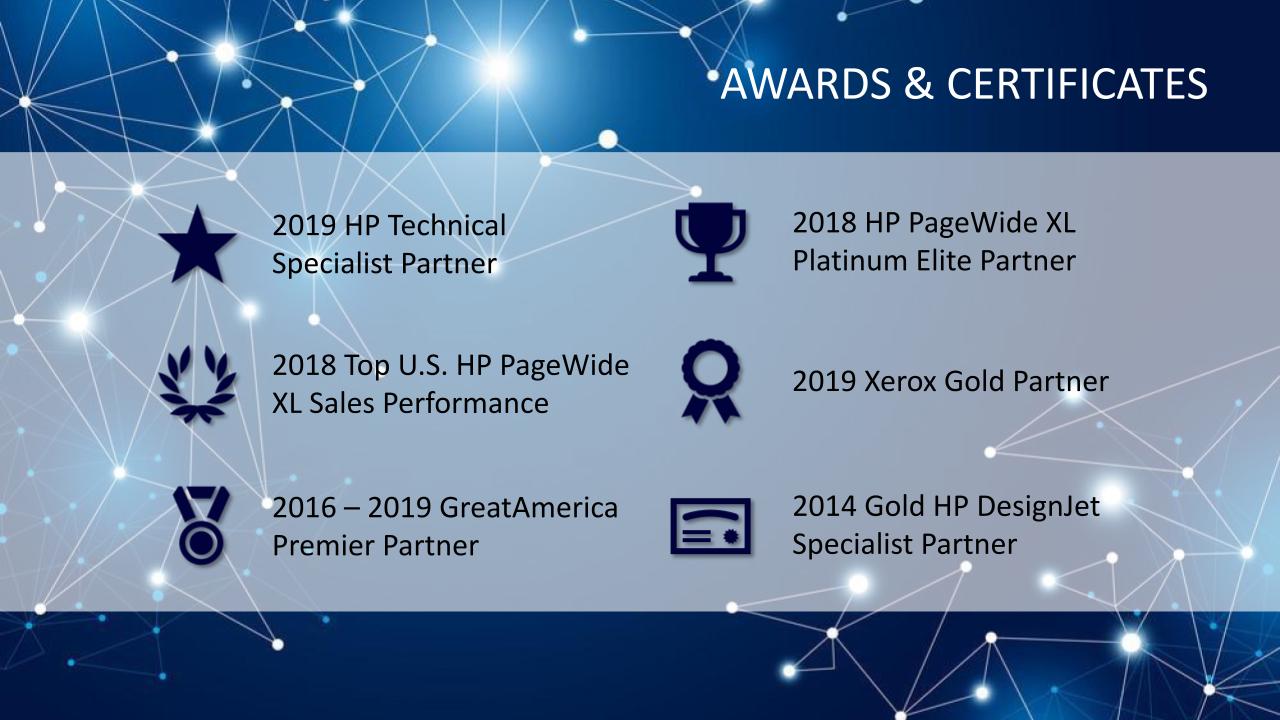 AWARDS & CERTIFICATES
2019 HP Technical
Specialist Partner
2018 HP PageWide XL
Platinum Elite Partner
2018 Top U.S. HP PageWide
XL Sales Performance
2019 Xerox Gold Partner
2016 – 2019 GreatAmerica
Premier Partner
2014 Gold HP DesignJet
Specialist Partner